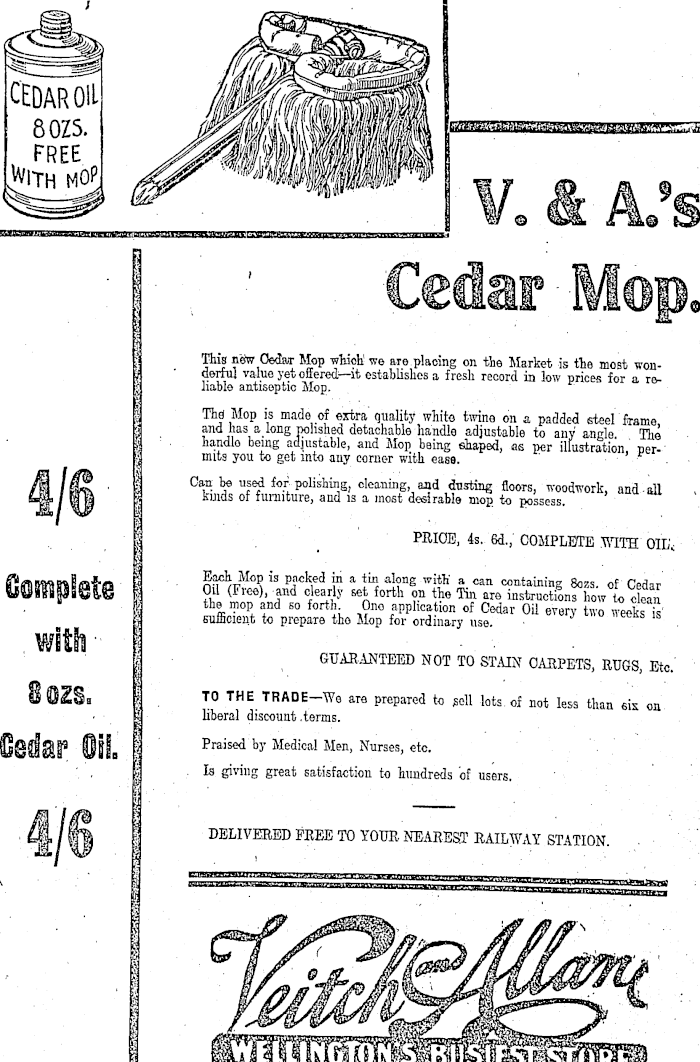 CEDAR OIL
8 OZS.
FREE
WITH MOP
V. & A.'s
Cedar Mop.
This new Cedar Mop which we are placing on the Market is the most won-
derful value yet offered—it establishes a fresh record in low prices for a re-
liable antiseptic Mop.
The Mop is made of extra quality white twine on a padded steel frame,
and has a long polished detachable handle adjustable to any angle. The
handle being adjustable, and Mop being shaped, as per illustration, per-
mits you to get into any corner with ease.
Can be used for polishing, cleaning, and dusting floors, woodwork, and all
kinds of furniture, and is a most desirable mop to possess.
PRICE, 4s. 6d., COMPLETE WITH OIL.
Each Mop is packed in a tin along with a can containing 8ozs. of Cedar
Oil (Free), and clearly set forth on the Tin are instructions how to clean
the mop and so forth. One application of Cedar Oil every two weeks is
sufficient to prepare the Mop for ordinary use.
GUARANTEED NOT TO STAIN CARPETS, RUGS, Etc.
TO THE TRADE—We are prepared to sell lots of not less than six on
liberal discount terms.
Praised by Medical Men, Nurses, etc.
Is giving great satisfaction to hundreds of users.
DELIVERED FREE TO YOUR NEAREST RAILWAY STATION.
4/6
Complete
with
8 ozs.
Cedar Oil.
4/6
Veitch and Allan
WELLINGTON'S BUSIEST STORE